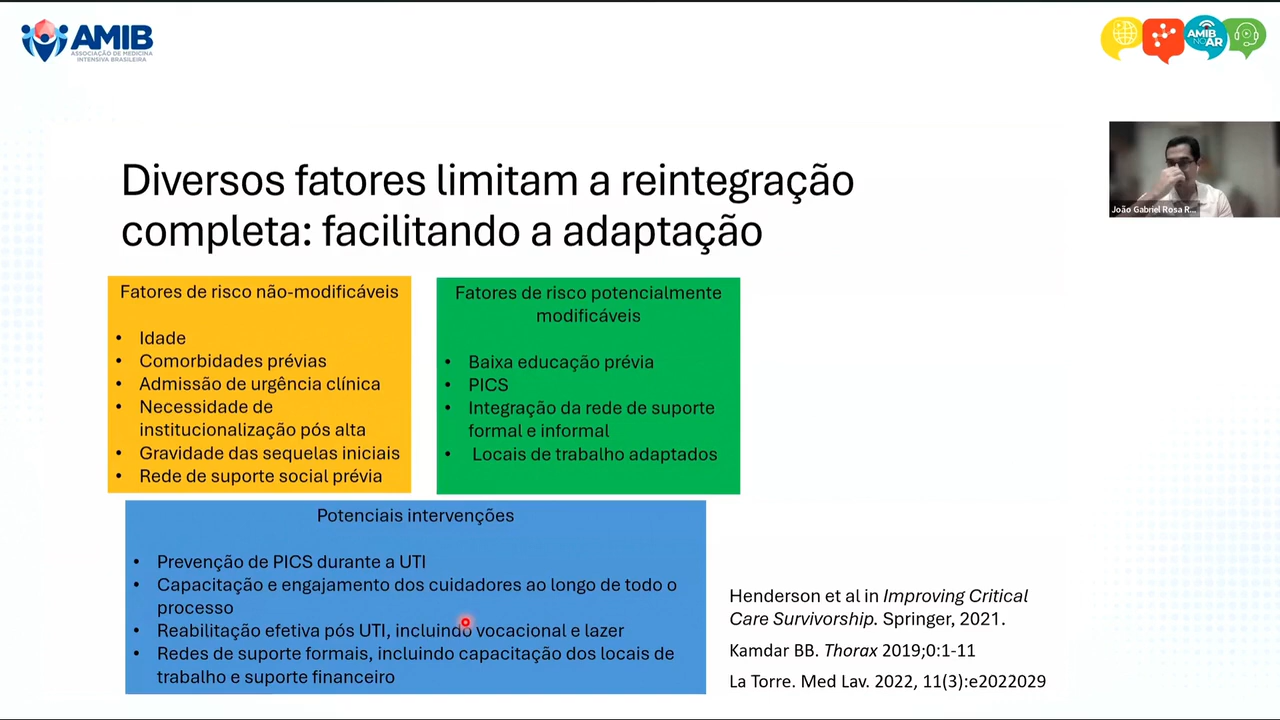 AMIB
ASSOCIAÇÃO DE MEDICINA
INTENSIVA BRASILEIRA
AMIB
NO AR
João Gabriel Rosa R...
Diversos fatores limitam a reintegração
completa: facilitando a adaptação
Fatores de risco não-modificáveis
• Idade
• Comorbidades prévias
• Admissão de urgência clínica
• Necessidade de
institucionalização pós alta
• Gravidade das sequelas iniciais
• Rede de suporte social prévia
Fatores de risco potencialmente
modificáveis
• Baixa educação prévia
• PICS
• Integração da rede de suporte
formal e informal
• Locais de trabalho adaptados
Potenciais intervenções
• Prevenção de PICS durante a UTI
• Capacitação e engajamento dos cuidadores ao longo de todo o
processo
• Reabilitação efetiva pós UTI, incluindo vocacional e lazer
• Redes de suporte formais, incluindo capacitação dos locais de
trabalho e suporte financeiro
Henderson et al in Improving Critical
Care Survivorship. Springer, 2021.
Kamdar BB. Thorax 2019;0:1-11
La Torre. Med Lav. 2022, 11(3):e2022029